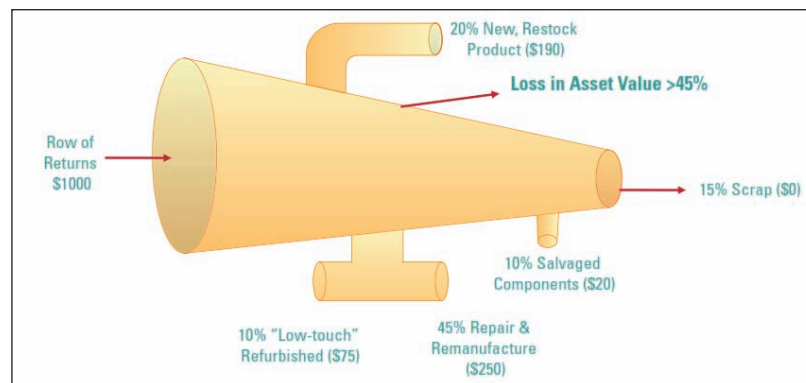 20% New, Restock
Product ($190)
Loss in Asset Value >45%
Row of
Returns
$1000
15% Scrap ($0)
10% Salvaged
Components ($20)
10% “Low-touch”
Refurbished ($75)
45% Repair &
Remanufacture
($250)